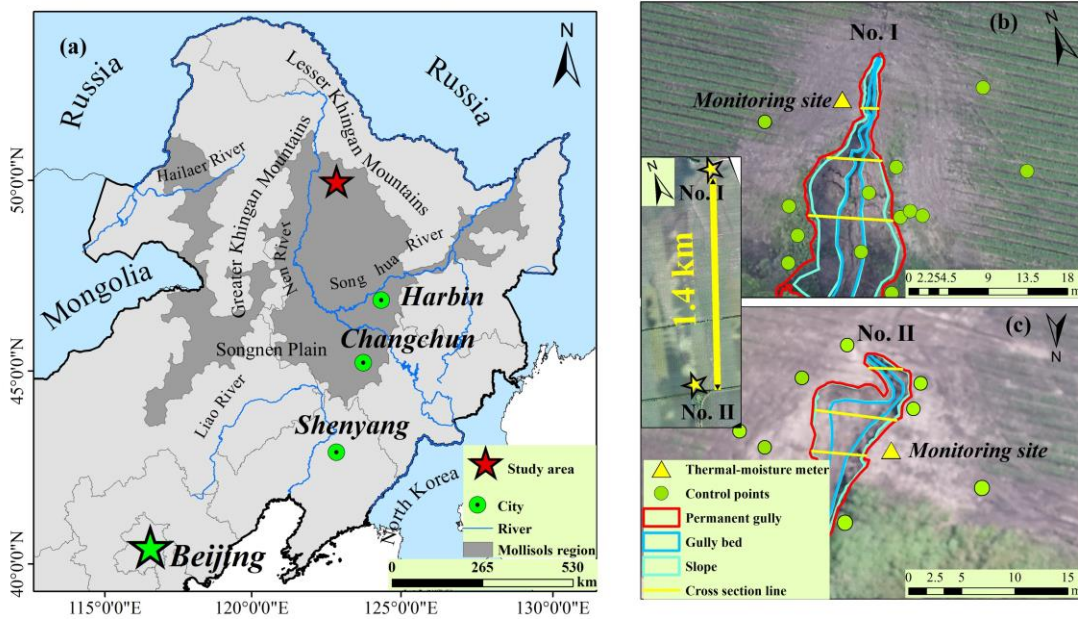 (a)
N
Russia
Russia
Lesser Khingan Mountains
Hailaer River
Greater Khingan Mountains
Nen River
Song hua River
Mongolia
Harbin
Changchun
Songnen Plain
Liao River
Shenyang
North Korea
Beijing
Study area
City
River
Mollisols region
0 265 530
km
50°0'0"N
45°0'0"N
40°0'0"N
115°0'0"E
120°0'0"E
125°0'0"E
130°0'0"E
(b)
No. I
N
Monitoring site
0 2.25 4.5 9 13.5 18
m
N
No. I
1.4 km
No. II
(c)
No. II
N
Monitoring site
Thermal-moisture meter
Control points
Permanent gully
Gully bed
Slope
Cross section line
0 2.5 5 10 15
m